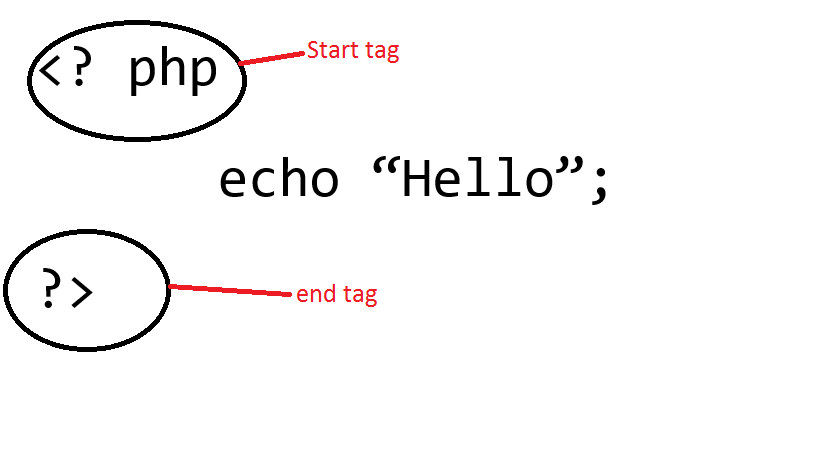 <? php
Start tag
echo “Hello”;
?>
end tag